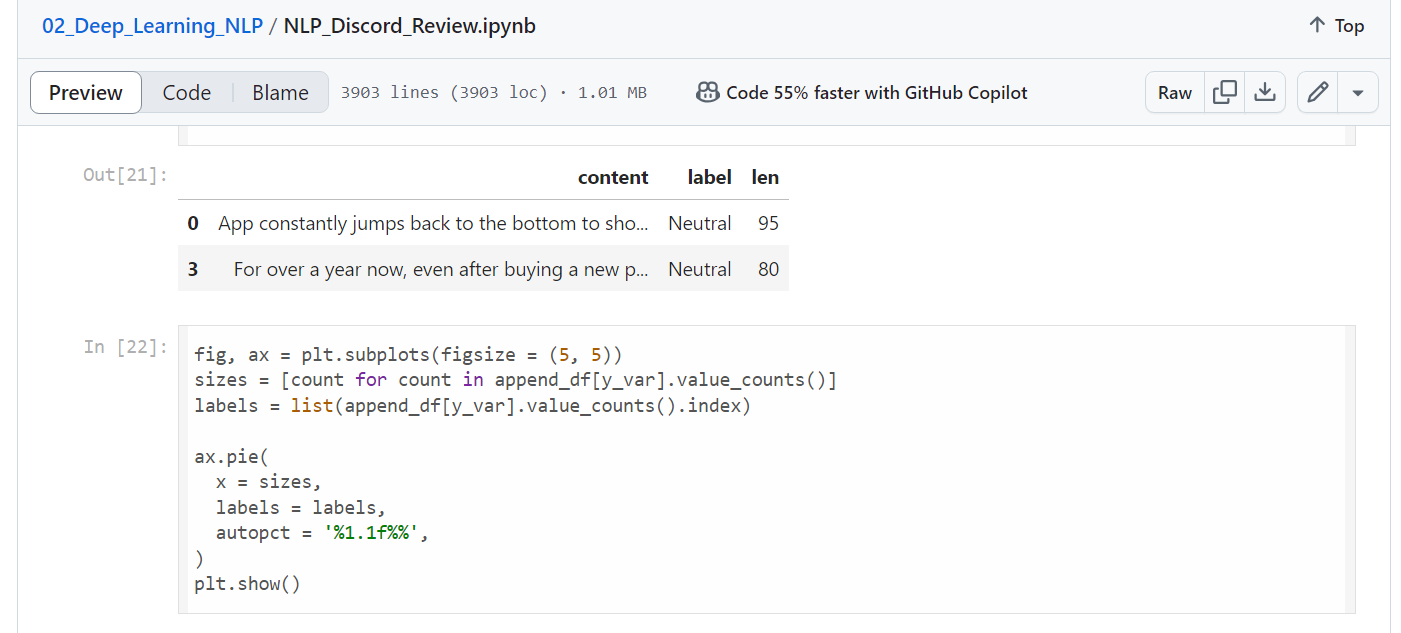 02_Deep_Learning_NLP / NLP_Discord_Review.ipynb
Top
Preview Code Blame 3903 lines (3903 loc) · 1.01 MB Code 55% faster with GitHub Copilot Raw
Out[21]:
content label len
0 App constantly jumps back to the bottom to sho... Neutral 95
3 For over a year now, even after buying a new p... Neutral 80
In [22]:
fig, ax = plt.subplots(figsize = (5, 5))
sizes = [count for count in append_df[y_var].value_counts()]
labels = list(append_df[y_var].value_counts().index)
ax.pie(
  x = sizes,
  labels = labels,
  autopct = '%1.1f%%',
)
plt.show()